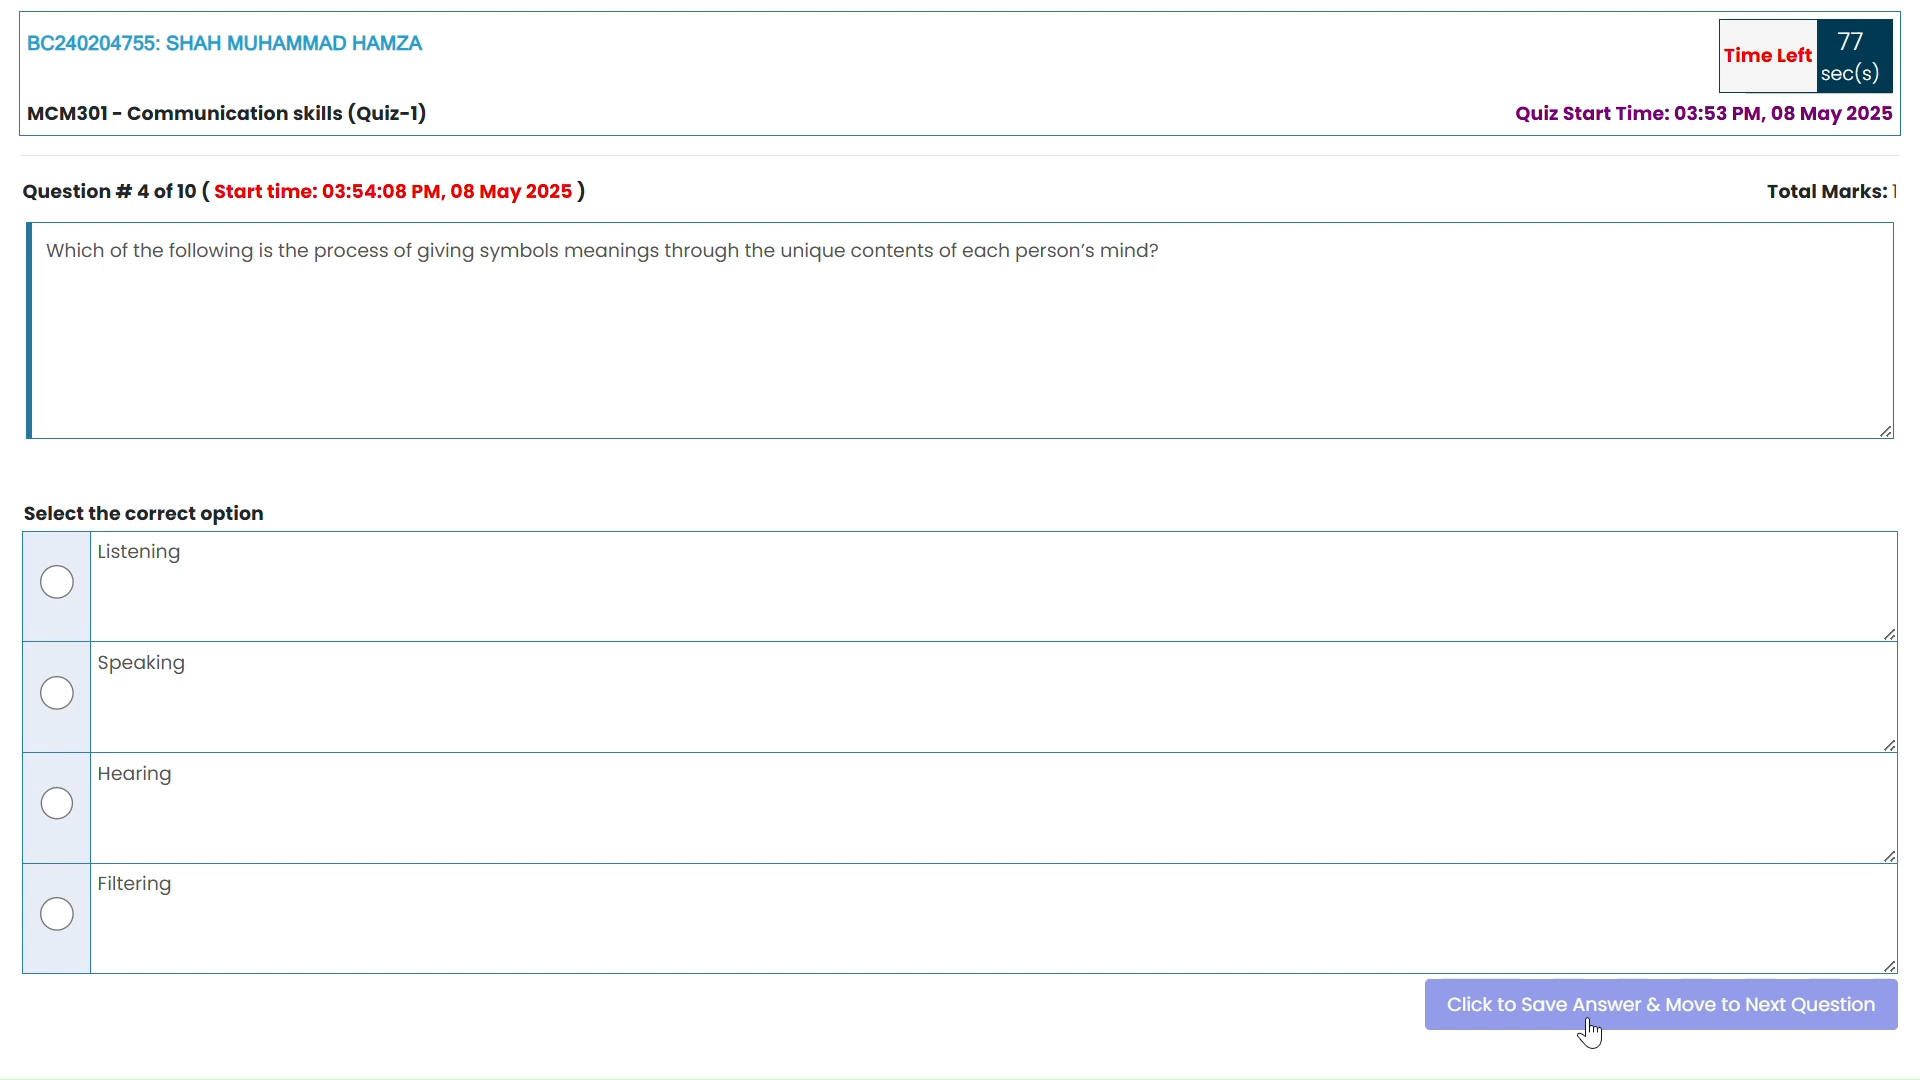 BC240204755: SHAH MUHAMMAD HAMZA
Time Left
77
sec(s)
MCM301 - Communication skills (Quiz-1)
Quiz Start Time: 03:53 PM, 08 May 2025
Question # 4 of 10 ( Start time: 03:54:08 PM, 08 May 2025 )
Total Marks: 1
Which of the following is the process of giving symbols meanings through the unique contents of each person's mind?
Select the correct option
Listening
Speaking
Hearing
Filtering
Click to Save Answer & Move to Next Question